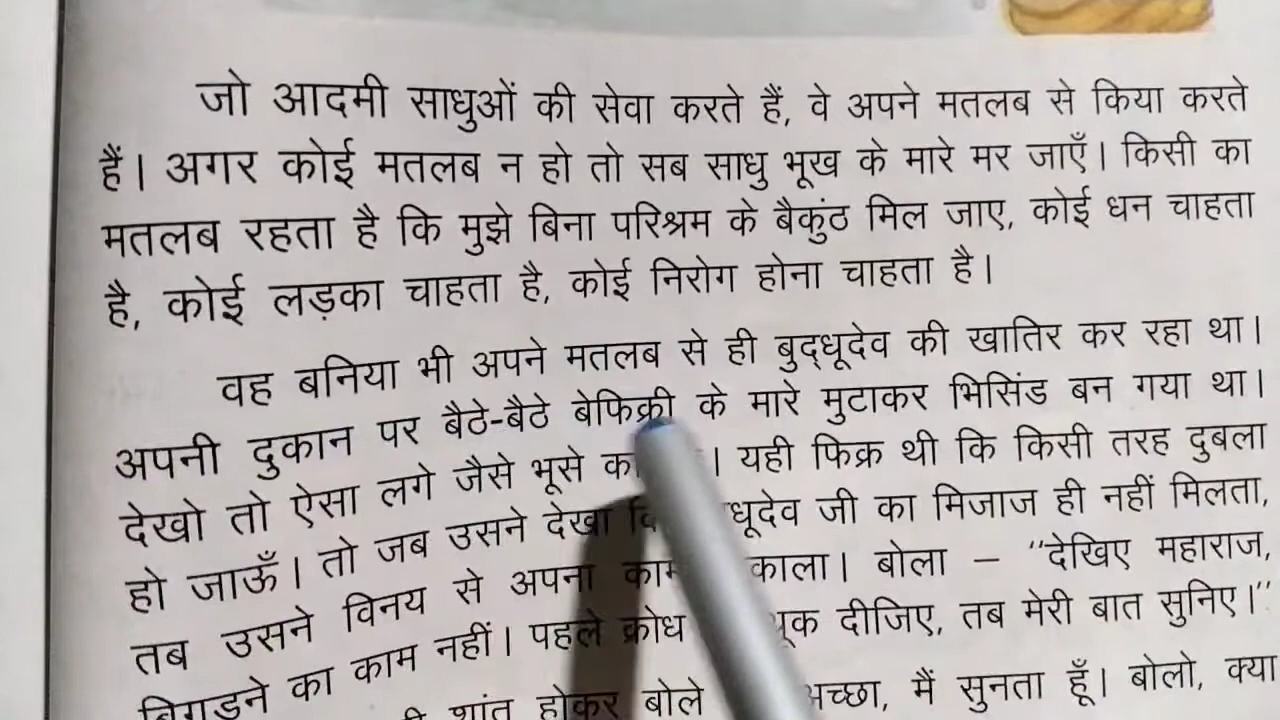 जो आदमी साधुओं की सेवा करते हैं, वे अपने मतलब से किया करते
हैं। अगर कोई मतलब न हो तो सब साधु भूख के मारे मर जाएँ। किसी का
मतलब रहता है कि मुझे बिना परिश्रम के बैकुंठ मिल जाए, कोई धन चाहता
है, कोई लड़का चाहता है, कोई निरोग होना चाहता है।
वह बनिया भी अपने मतलब से ही बुद्धूदेव की खातिर कर रहा था।
अपनी दुकान पर बैठे-बैठे बेफिक्री के मारे मुटाकर भिसिंड बन गया था।
देखो तो ऐसा लगे जैसे भूसे का । यही फिक्र थी कि किसी तरह दुबला
हो जाऊँ। तो जब उसने देखा जी का मिजाज ही नहीं मिलता,
तब उसने विनय से अपना बोला – "देखिए महाराज,
बिगड़ने का काम नहीं। पहले क्रोध दीजिए, तब मेरी बात सुनिए।"
शांत होकर बोले अच्छा, मैं सुनता हूँ। बोलो, क्या